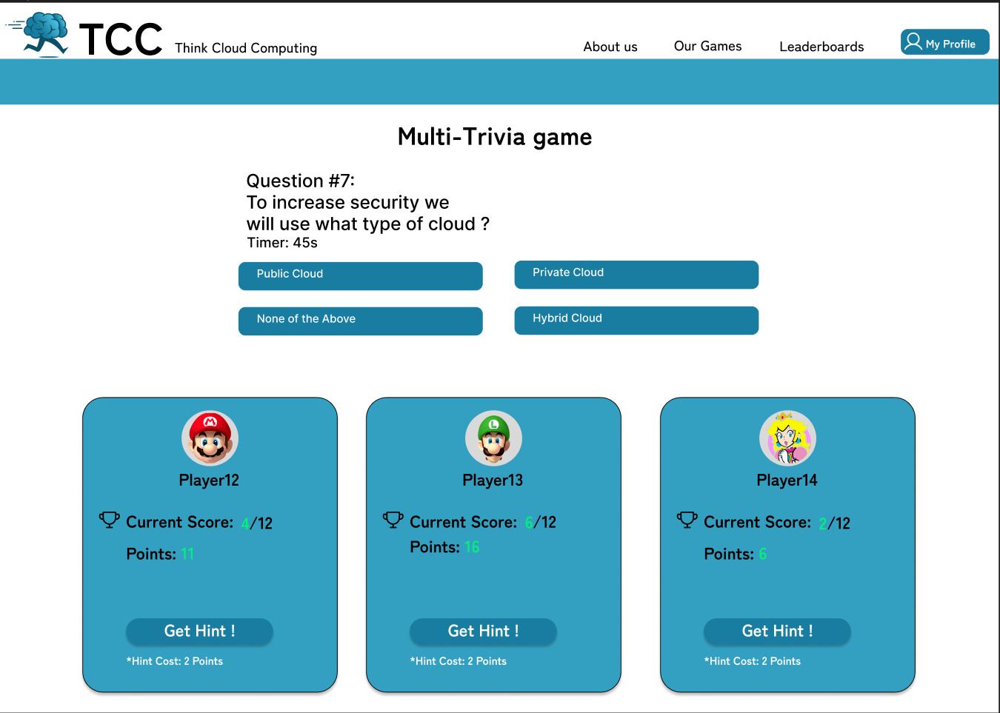 TCC
Think Cloud Computing
About us
Our Games
Leaderboards
My Profile
Multi-Trivia game
Question #7:
To increase security we
will use what type of cloud ?
Timer: 45s
Public Cloud
Private Cloud
None of the Above
Hybrid Cloud
M
Player12
Current Score: 4/12
Points: 11
Get Hint !
*Hint Cost: 2 Points
L
Player13
Current Score: 6/12
Points: 16
Get Hint !
*Hint Cost: 2 Points
Player14
Current Score: 2/12
Points: 6
Get Hint !
*Hint Cost: 2 Points